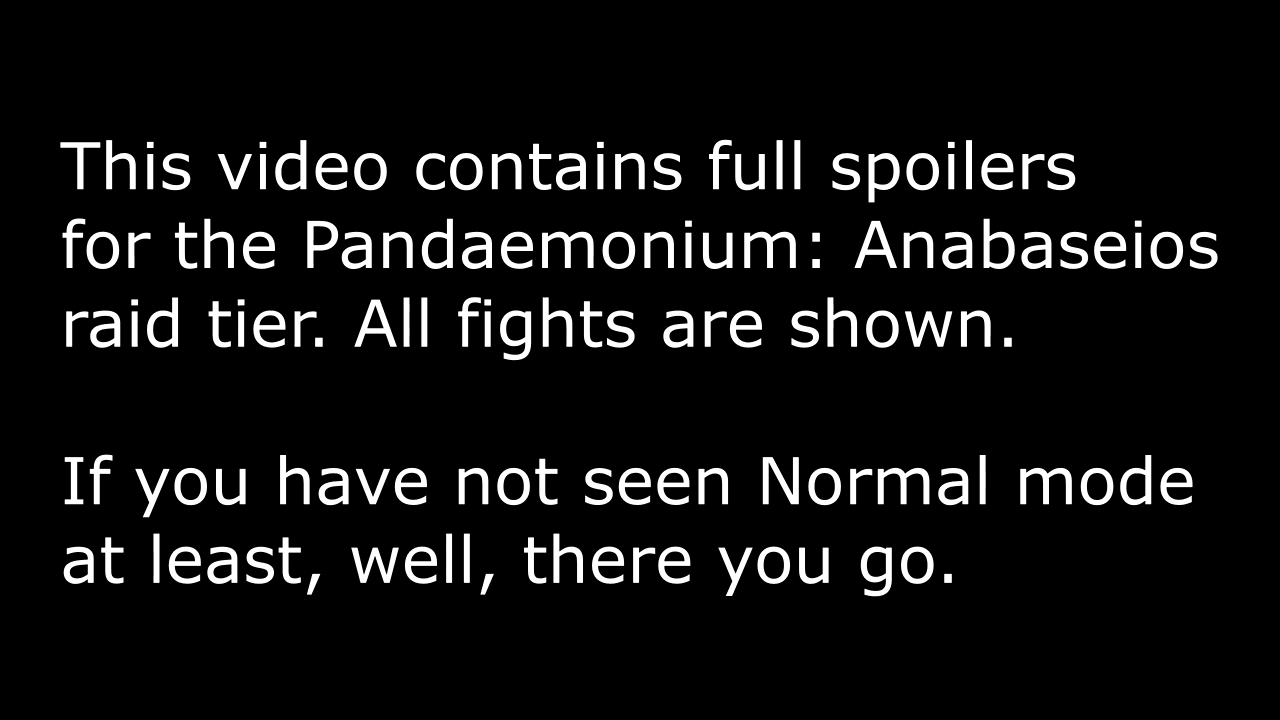 This video contains full spoilers
for the Pandaemonium: Anabaseios
raid tier. All fights are shown.
If you have not seen Normal mode
at least, well, there you go.